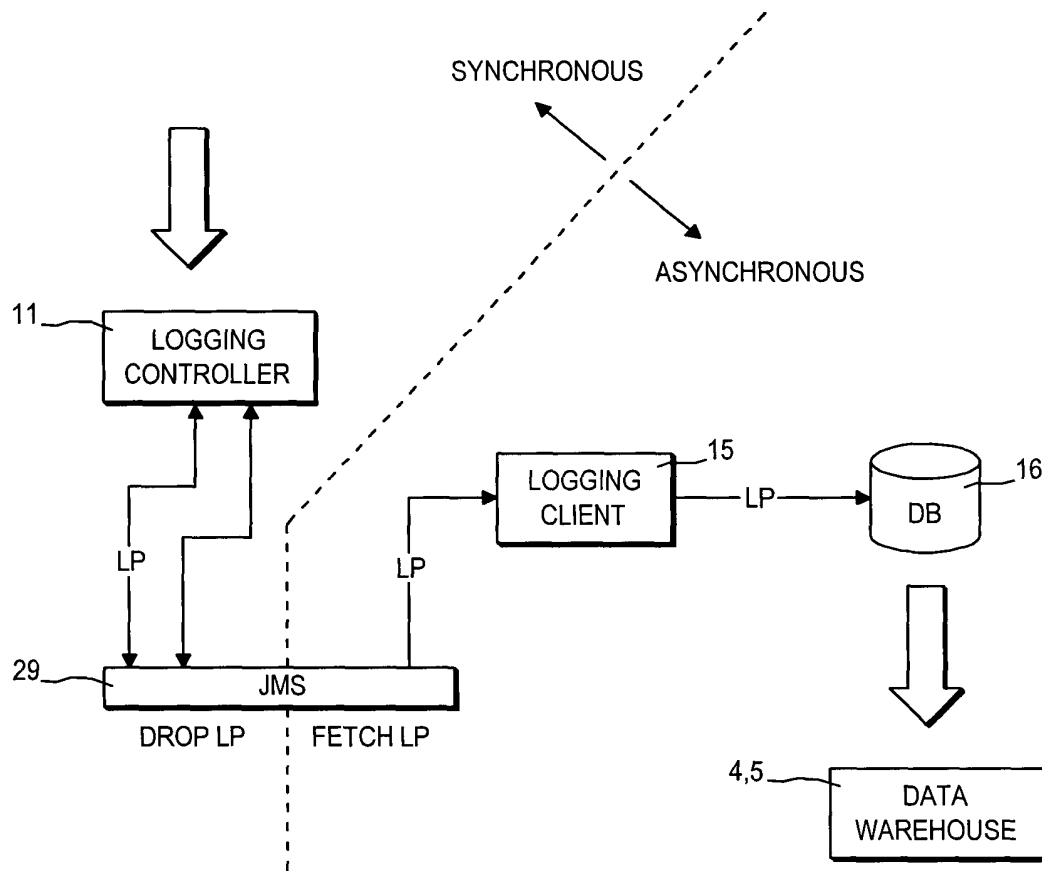 SYNCHRONOUS
ASYNCHRONOUS
11
LOGGING
CONTROLLER
15
LOGGING
CLIENT
LP
16
DB
LP
LP
29
JMS
DROP LP
FETCH LP
4,5
DATA
WAREHOUSE